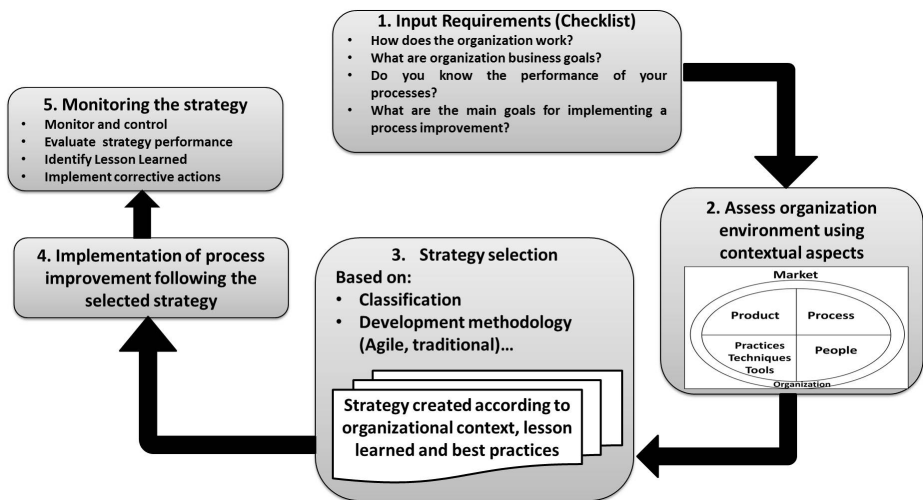 1. Input Requirements (Checklist)
• How does the organization work?
• What are organization business goals?
• Do you know the performance of your
processes?
• What are the main goals for implementing a
process improvement?
2. Assess organization
environment using
contextual aspects
Market
Product
Process
Practices
Techniques
Tools
People
Organization
3. Strategy selection
Based on:
• Classification
• Development methodology
(Agile, traditional)...
Strategy created according to
organizational context, lesson
learned and best practices
4. Implementation of process
improvement following the
selected strategy
5. Monitoring the strategy
• Monitor and control
• Evaluate strategy performance
• Identify Lesson Learned
• Implement corrective actions